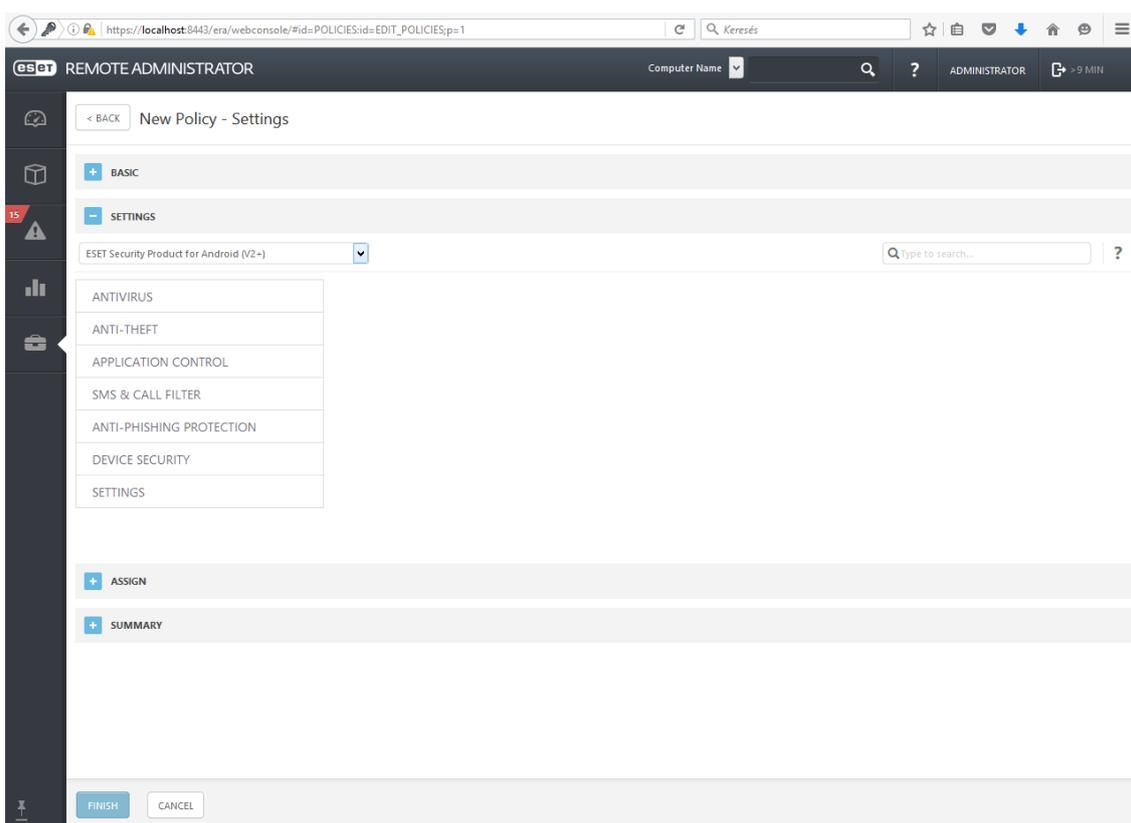 https://localhost:8443/era/webconsole/#id=POLICIES:id=EDIT_POLICIES;p=1
Keresés
eset REMOTE ADMINISTRATOR
Computer Name
?
ADMINISTRATOR
>9 MIN
< BACK
New Policy - Settings
+ BASIC
15
− SETTINGS
ESET Security Product for Android (V2+)
Type to search...
?
ANTIVIRUS
ANTI-THEFT
APPLICATION CONTROL
SMS & CALL FILTER
ANTI-PHISHING PROTECTION
DEVICE SECURITY
SETTINGS
+ ASSIGN
+ SUMMARY
FINISH
CANCEL